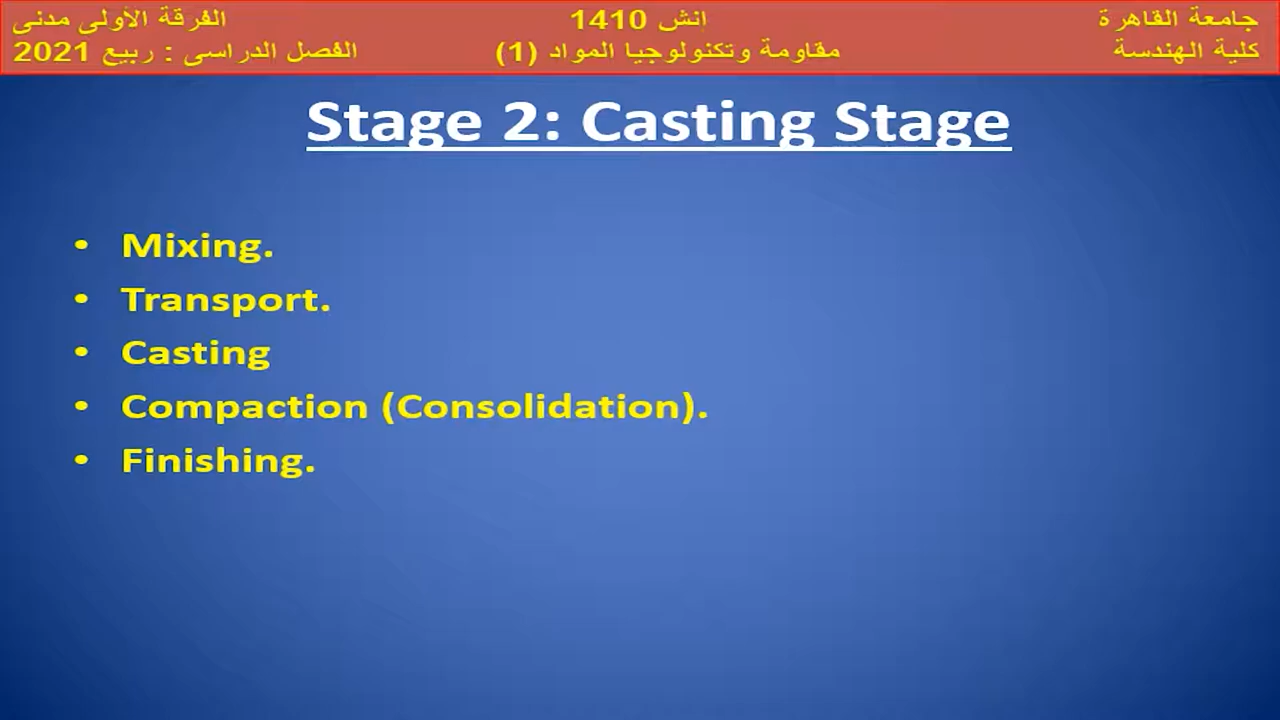 جامعة القاهرة
كلية الهندسة
إنش 1410
مقاومة وتكنولوجيا المواد (1)
الفرقة الأولى مدنى
الفصل الدراسى : ربيع 2021
Stage 2: Casting Stage
• Mixing.
• Transport.
• Casting
• Compaction (Consolidation).
• Finishing.